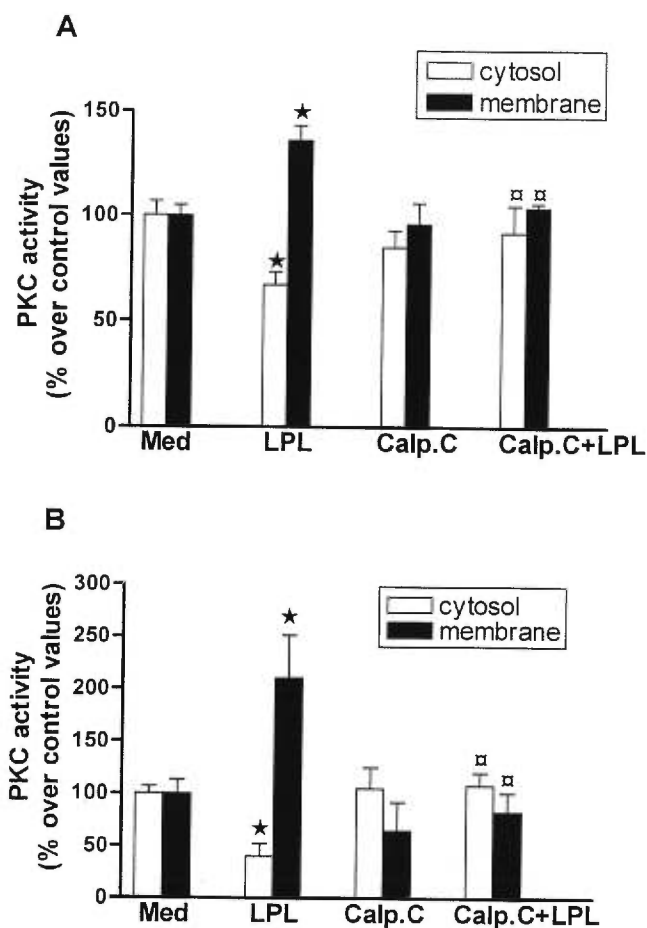 A
cytosol
membrane
PKC activity
(% over control values)
150
100
50
0
★
★
¤ ¤
Med LPL Calp.C Calp.C+LPL
B
cytosol
membrane
PKC activity
(% over control values)
300
250
200
150
100
50
0
★
★
¤
¤
Med LPL Calp.C Calp.C+LPL